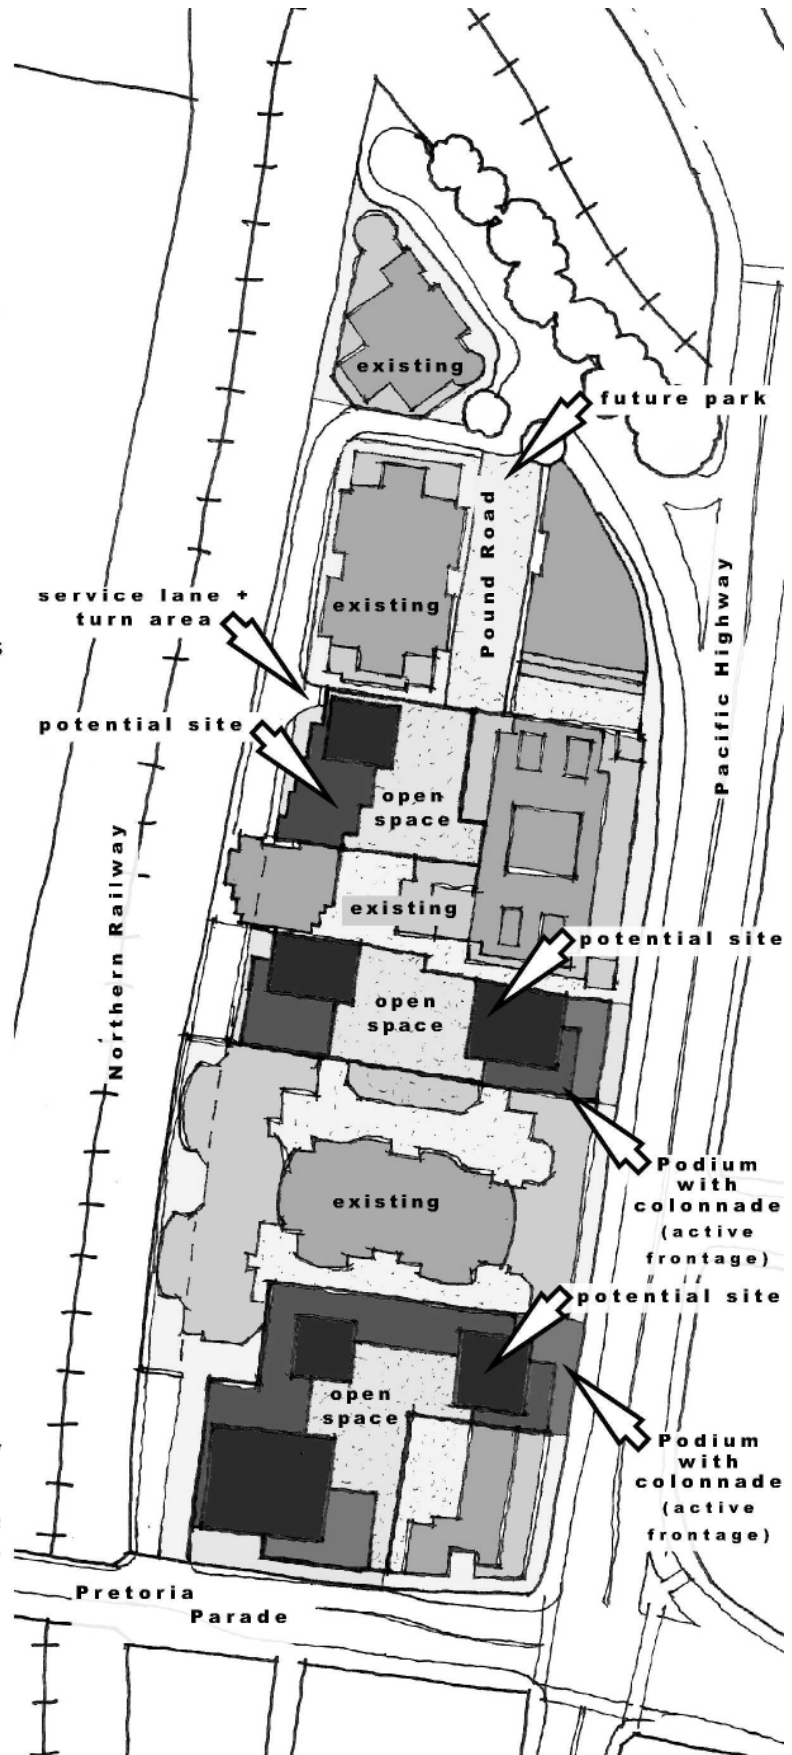 existing
future park
Pound Road
existing
service lane +
turn area
Pacific Highway
potential site
open
space
Northern Railway
existing
potential site
open
space
Podium
with
colonnade
(active
frontage)
existing
potential site
open
space
Podium
with
colonnade
(active
frontage)
Pretoria
Parade